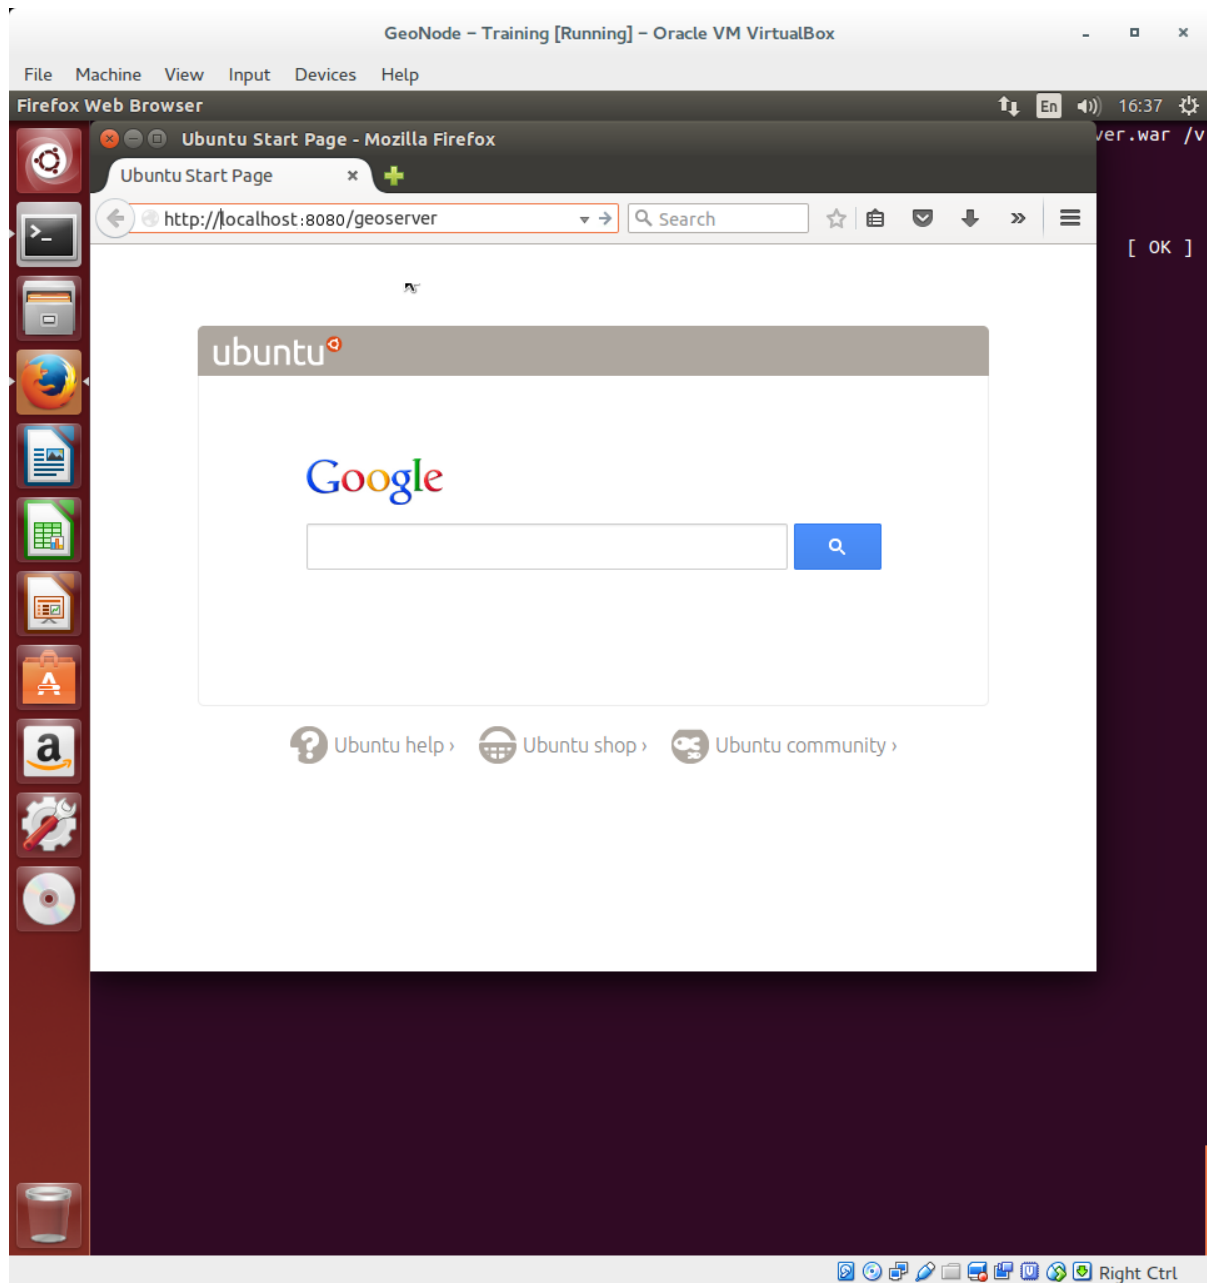 GeoNode – Training [Running] – Oracle VM VirtualBox
File Machine View Input Devices Help
Firefox Web Browser En 16:37
Ubuntu Start Page - Mozilla Firefox ver.war /v
Ubuntu Start Page
http://localhost:8080/geoserver Search
[ OK ]
ubuntu
Google
Ubuntu help › Ubuntu shop › Ubuntu community ›
Right Ctrl